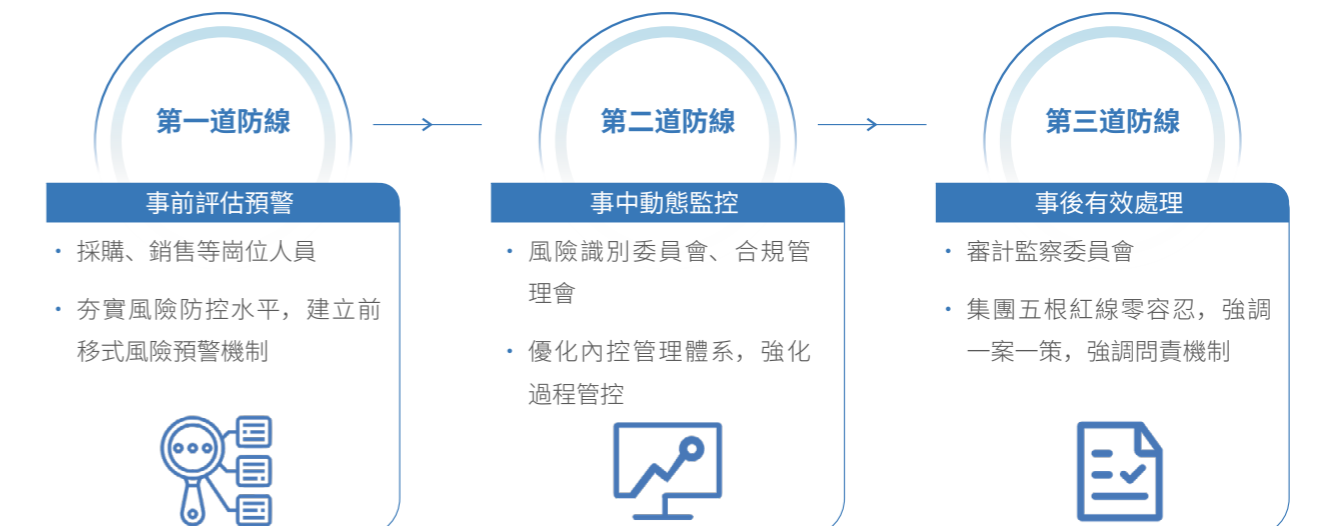 第一道防線
事前評估預警
· 採購、銷售等崗位人員
· 夯實風險防控水平，建立前
移式風險預警機制
第二道防線
事中動態監控
· 風險識別委員會、合規管
理會
· 優化內控管理體系，強化
過程管控
第三道防線
事後有效處理
· 審計監察委員會
· 集團五根紅線零容忍，強調
一案一策，強調問責機制